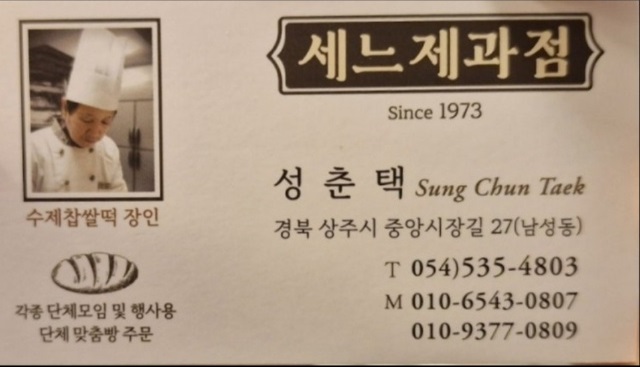 세느제과점
Since 1973
성 춘 택 Sung Chun Taek
경북 상주시 중앙시장길 27(남성동)
T 054)535-4803
M 010-6543-0807
010-9377-0809
수제찹쌀떡 장인
각종 단체모임 및 행사용
단체 맞춤빵 주문